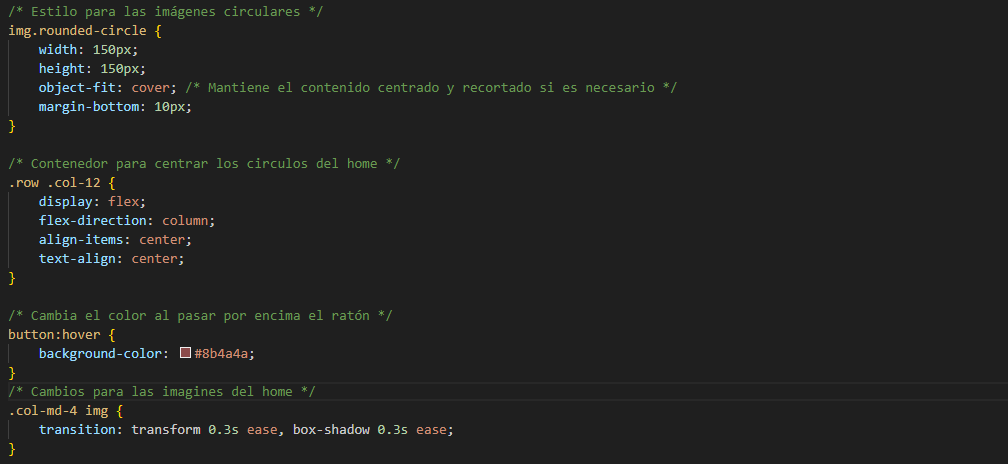 /* Estilo para las imágenes circulares */
img.rounded-circle {
    width: 150px;
    height: 150px;
    object-fit: cover; /* Mantiene el contenido centrado y recortado si es necesario */
    margin-bottom: 10px;
}

/* Contenedor para centrar los circulos del home */
.row .col-12 {
    display: flex;
    flex-direction: column;
    align-items: center;
    text-align: center;
}

/* Cambia el color al pasar por encima el ratón */
button:hover {
    background-color: #8b4a4a;
}
/* Cambios para las imagines del home */
.col-md-4 img {
    transition: transform 0.3s ease, box-shadow 0.3s ease;
}